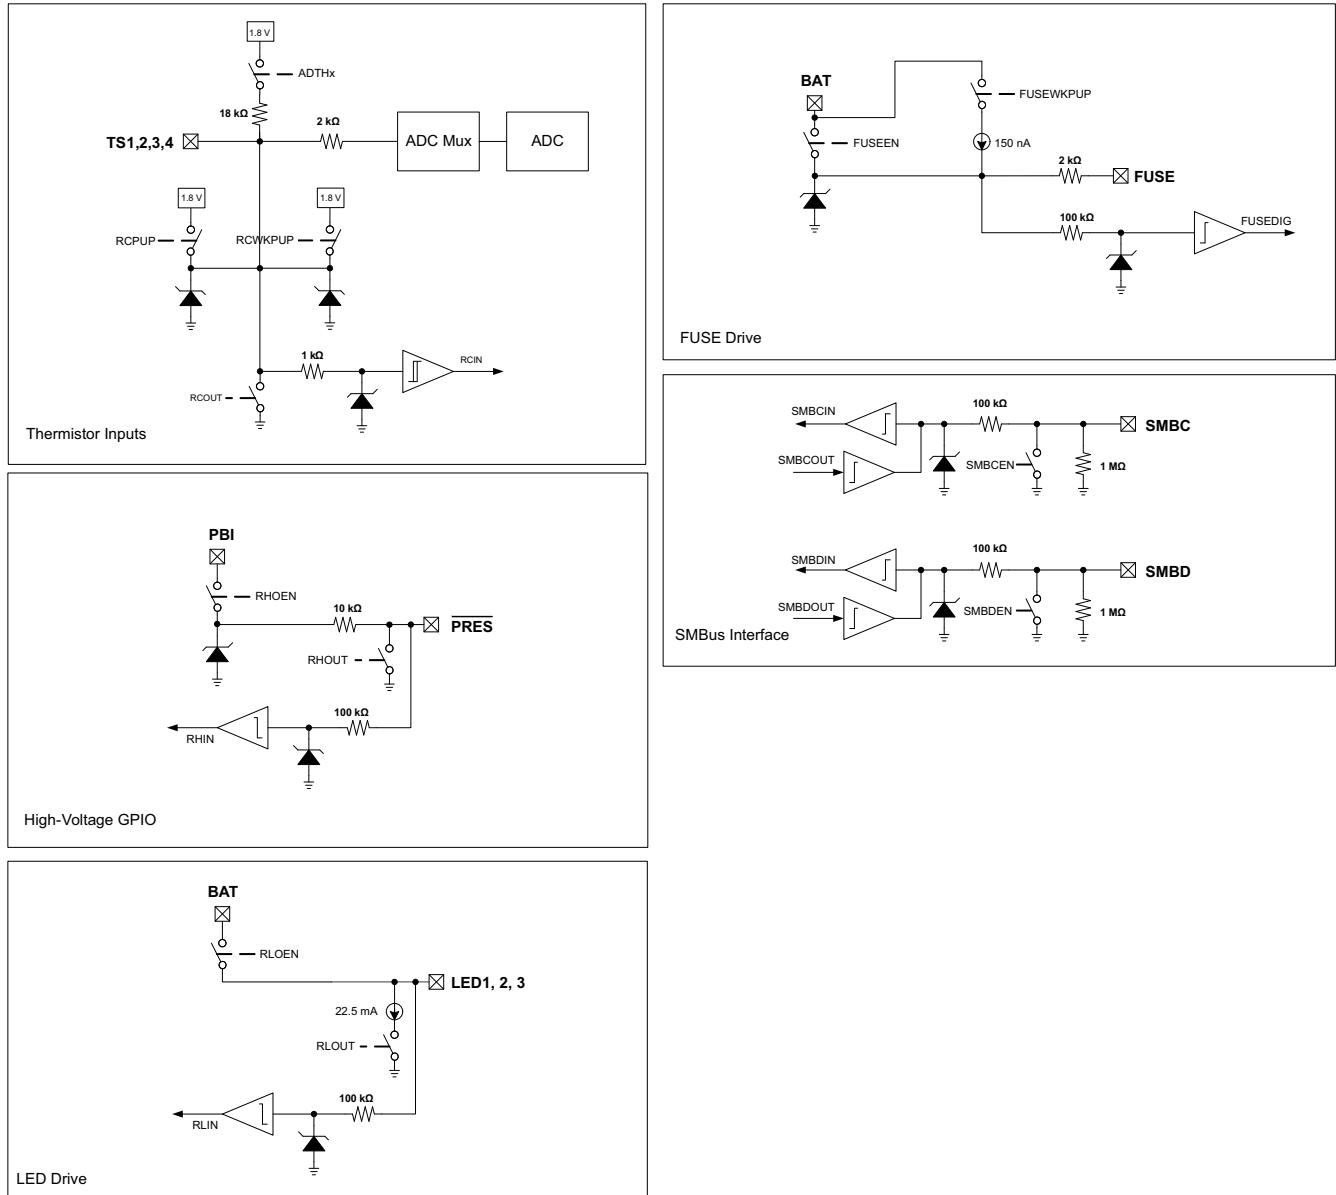 1.8 V
ADTHx
18 kΩ
2 kΩ
TS1,2,3,4
ADC Mux
ADC
1.8 V
1.8 V
RCPUP
RCWKPUP
1 kΩ
RCIN
RCOUT
Thermistor Inputs
BAT
FUSEWKPUP
FUSEEN
150 nA
2 kΩ
FUSE
100 kΩ
FUSEDIG
FUSE Drive
100 kΩ
SMBCIN
SMBC
SMBCOUT
SMBCEN
1 MΩ
100 kΩ
SMBDIN
SMBD
SMBDOUT
SMBDEN
1 MΩ
SMBus Interface
PBI
RHOEN
10 kΩ
PRES
RHOUT
100 kΩ
RHIN
High-Voltage GPIO
BAT
RLOEN
LED1, 2, 3
22.5 mA
RLOUT
100 kΩ
RLIN
LED Drive